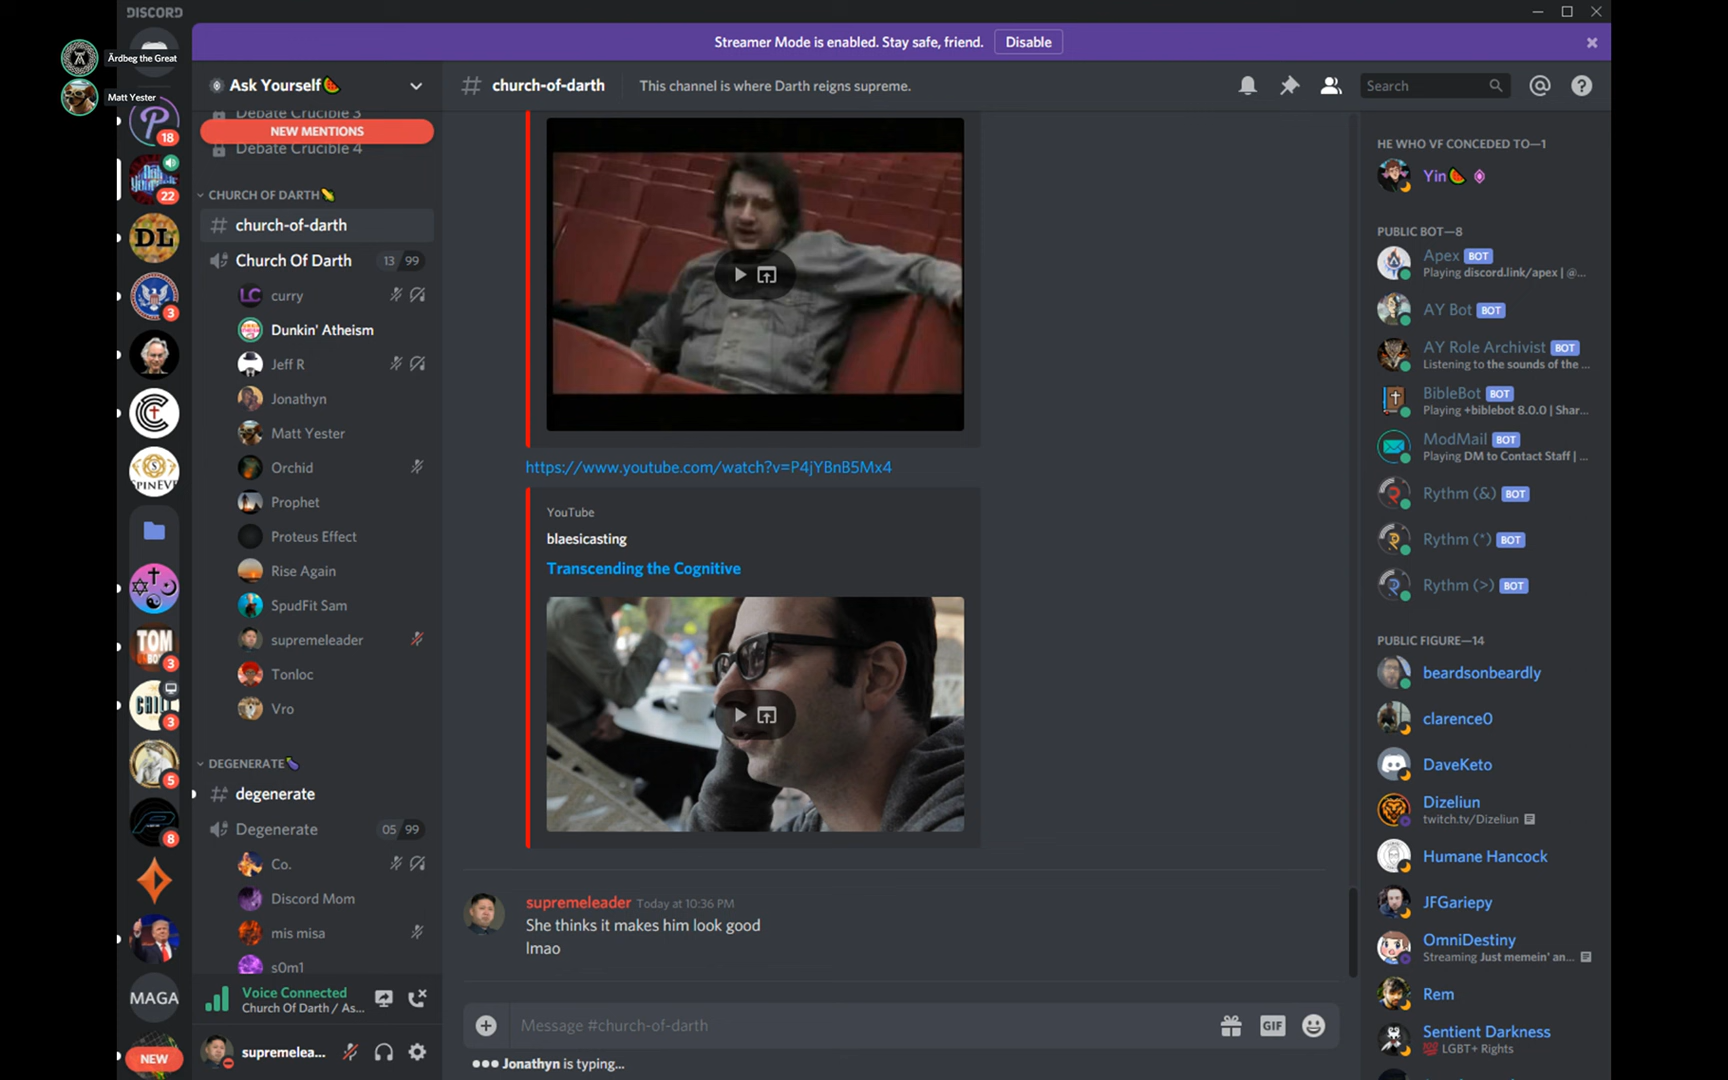 DISCORD
Ärdbeg the Great
Matt Yester
Streamer Mode is enabled. Stay safe, friend.
Disable
Ask Yourself
church-of-darth
This channel is where Darth reigns supreme.
Search
Debate Crucible 3
NEW MENTIONS
Debate Crucible 4
CHURCH OF DARTH
church-of-darth
Church Of Darth
13 99
LC
curry
Dunkin' Atheism
Jeff R
Jonathyn
Matt Yester
Orchid
Prophet
Proteus Effect
Rise Again
SpudFit Sam
supremeleader
Tonloc
Vro
DEGENERATE
degenerate
Degenerate
05 99
Co.
Discord Mom
mis misa
s0m1
Voice Connected
Church Of Darth / As...
supremelea...
18
22
DL
3
SPINEVE
TOM
3
3
5
8
MAGA
NEW
https://www.youtube.com/watch?v=P4jYBnB5Mx4
YouTube
blaesicasting
Transcending the Cognitive
supremeleader Today at 10:36 PM
She thinks it makes him look good
lmao
Message #church-of-darth
GIF
Jonathyn is typing...
HE WHO VF CONCEDED TO—1
Yin
PUBLIC BOT—8
Apex BOT
Playing discord.link/apex | @...
AY Bot BOT
AY Role Archivist BOT
Listening to the sounds of the ...
BibleBot BOT
Playing +biblebot 8.0.0 | Shar...
ModMail BOT
Playing DM to Contact Staff | ...
Rythm (&) BOT
Rythm (*) BOT
Rythm (>) BOT
PUBLIC FIGURE—14
beardsonbeardly
clarence0
DaveKeto
Dizeliun
twitch.tv/Dizeliun
Humane Hancock
JFGariepy
OmniDestiny
Streaming Just memein' an...
Rem
Sentient Darkness
LGBT+ Rights